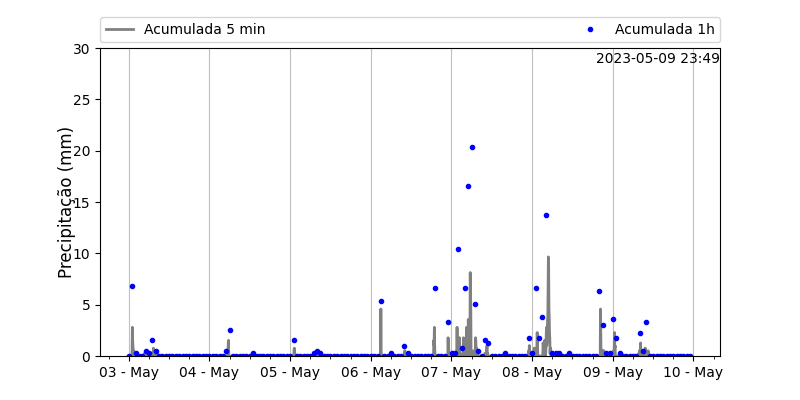 Acumulada 5 min
Acumulada 1h
2023-05-09 23:49
Precipitação (mm)
30
25
20
15
10
5
0
03 - May 04 - May 05 - May 06 - May 07 - May 08 - May 09 - May 10 - May